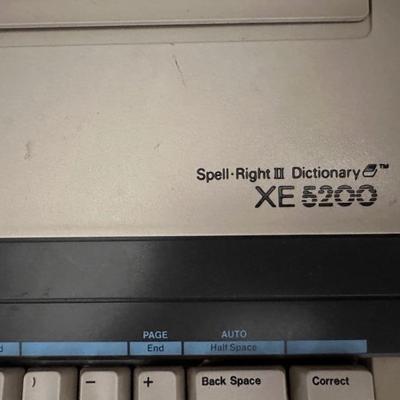 Spell·Right III Dictionary™
XE 5200
PAGE AUTO
End Half Space
) - + Back Space Correct